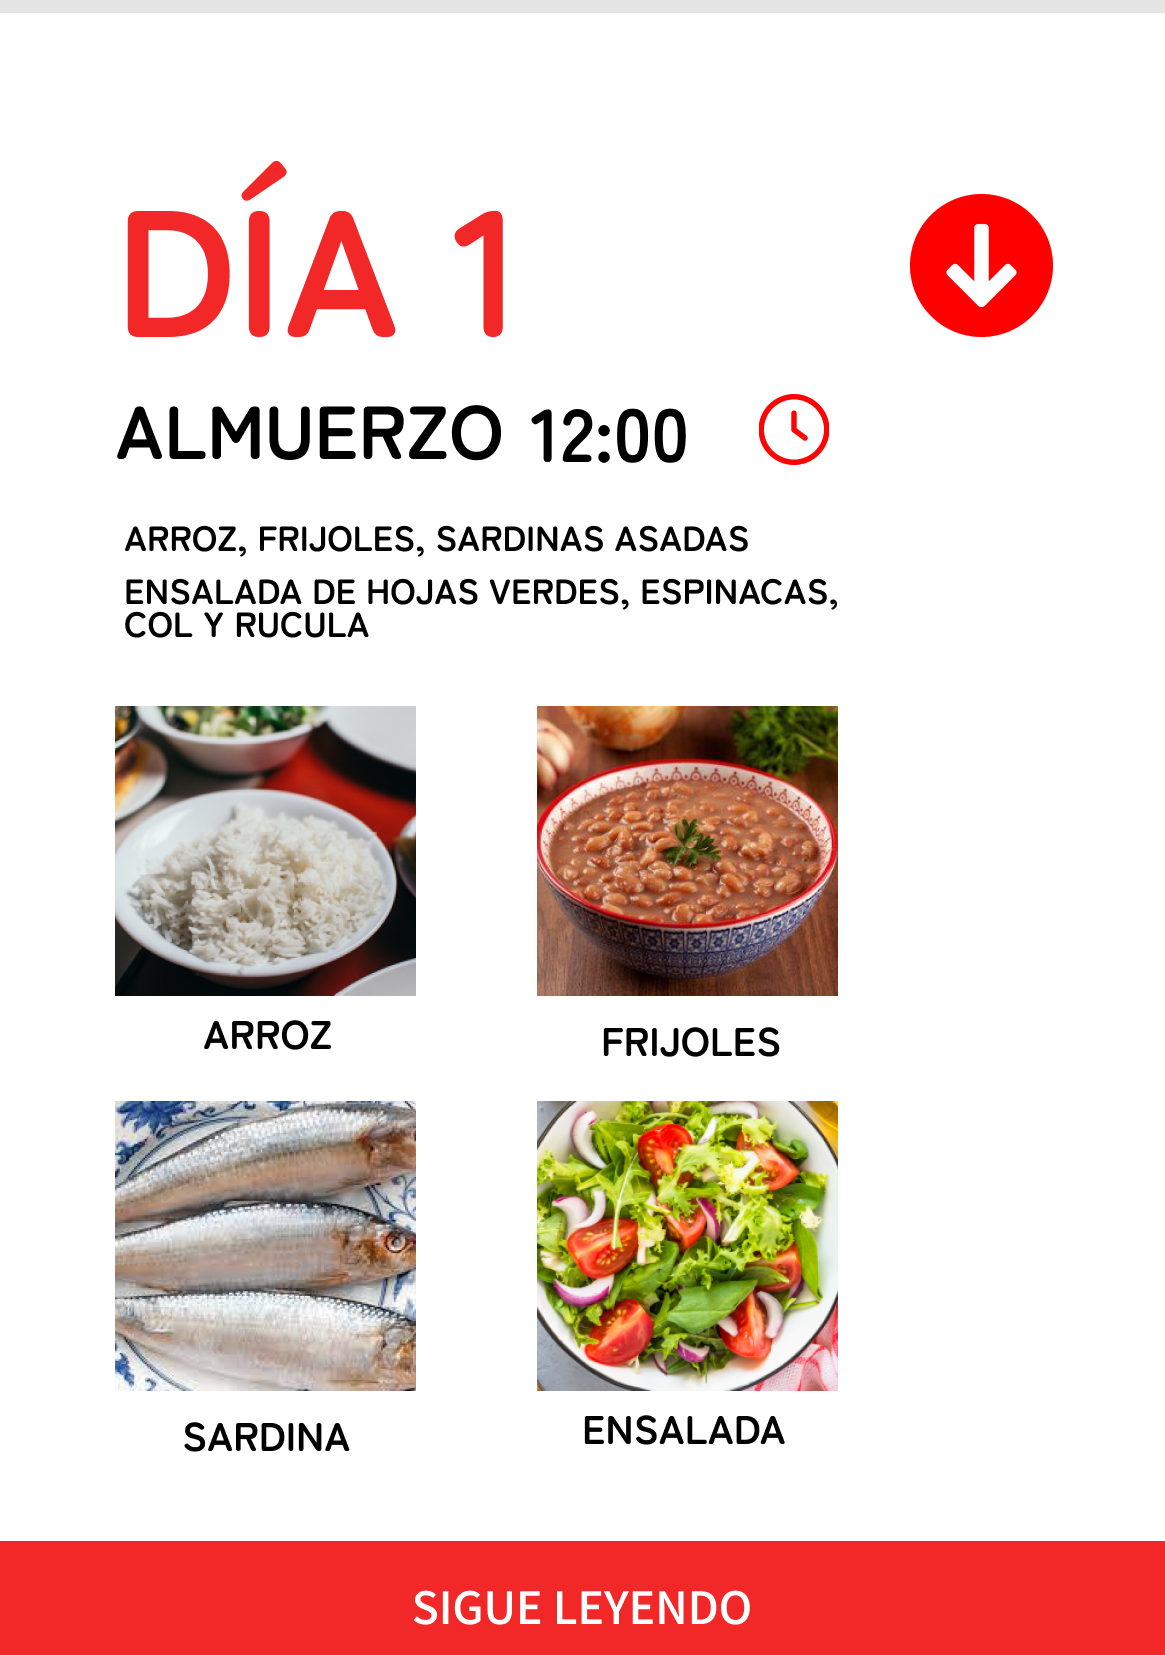 DÍA 1
ALMUERZO 12:00
ARROZ, FRIJOLES, SARDINAS ASADAS
ENSALADA DE HOJAS VERDES, ESPINACAS,
COL Y RUCULA
ARROZ
FRIJOLES
SARDINA
ENSALADA
SIGUE LEYENDO